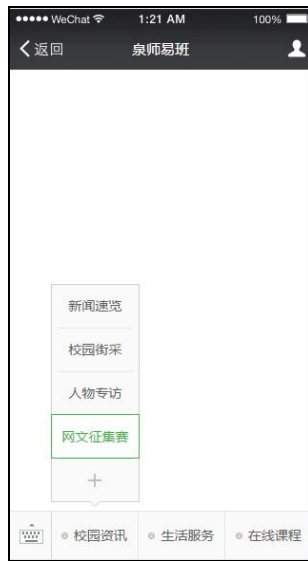 WeChat 1:21 AM 100%
返回 泉师易班
新闻速览
校园街采
人物专访
网文征集赛
+
校园资讯 生活服务 在线课程